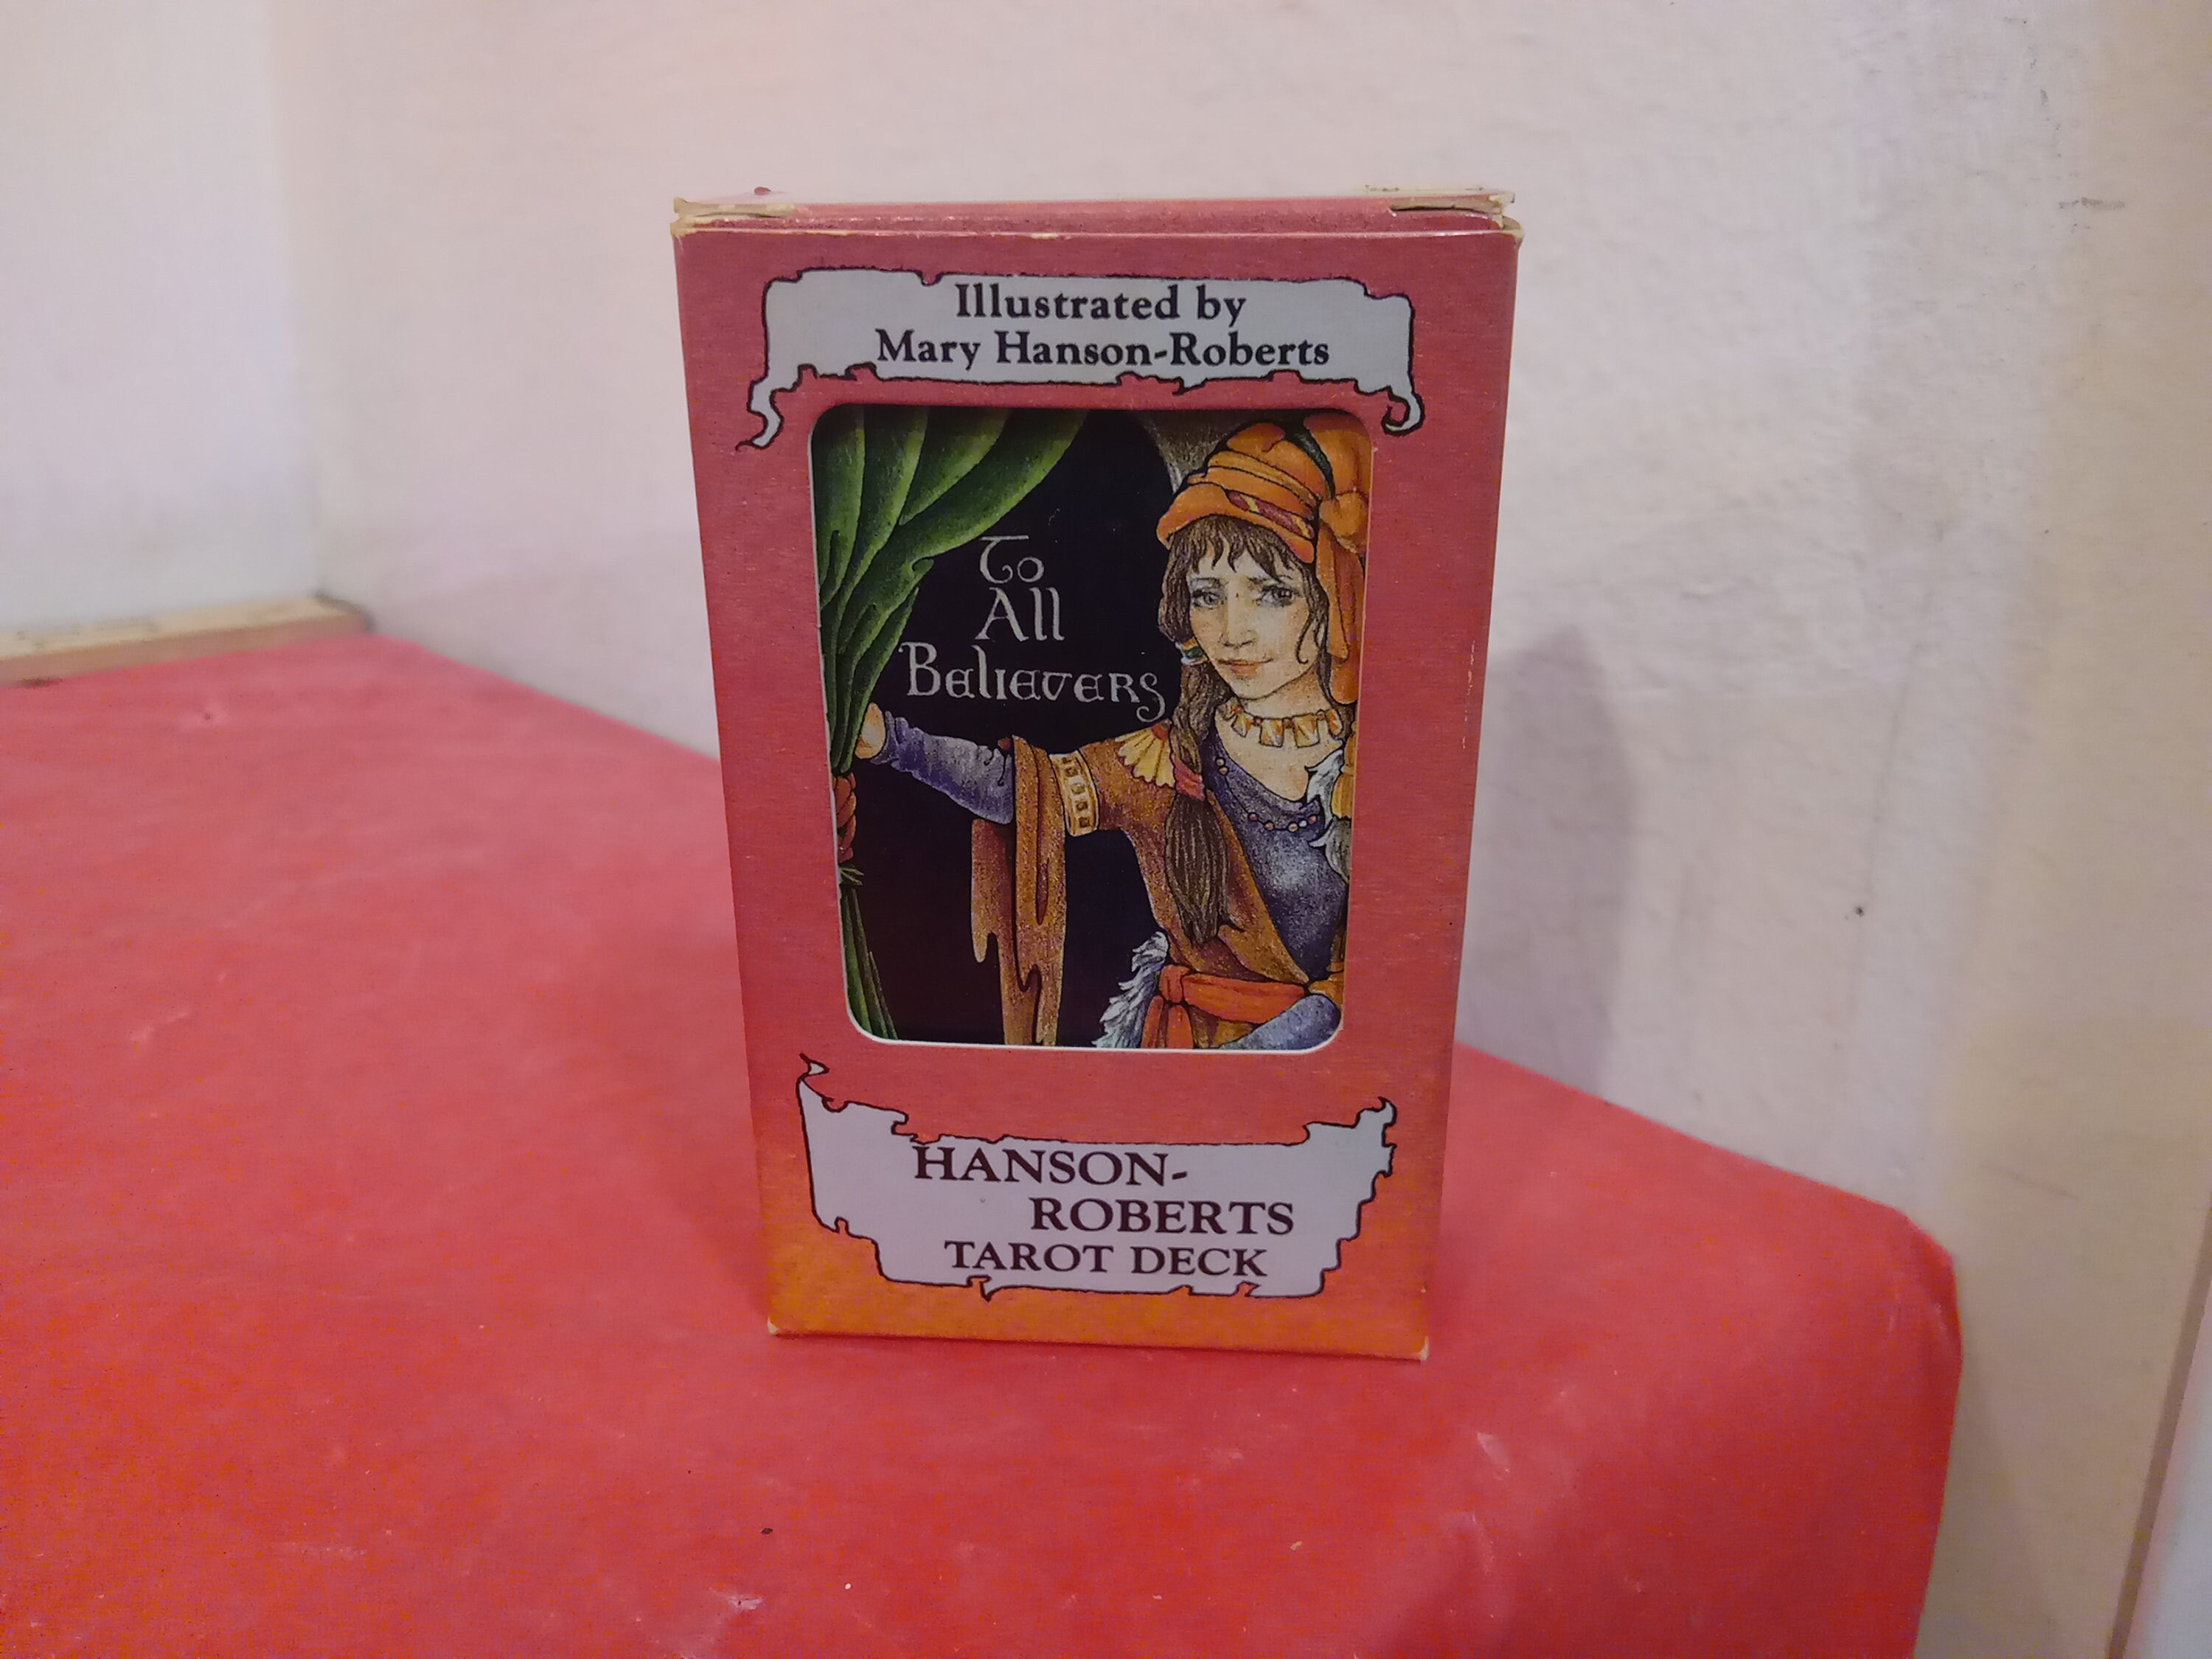 Illustrated by
Mary Hanson-Roberts
To
All
Believers
HANSON-
ROBERTS
TAROT DECK